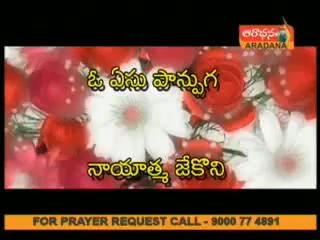 ఆరాధన
ARADANA
ఓ ఏసు పాన్పుగ
నాయాత్మ జేకొని
FOR PRAYER REQUEST CALL - 9000 77 4891